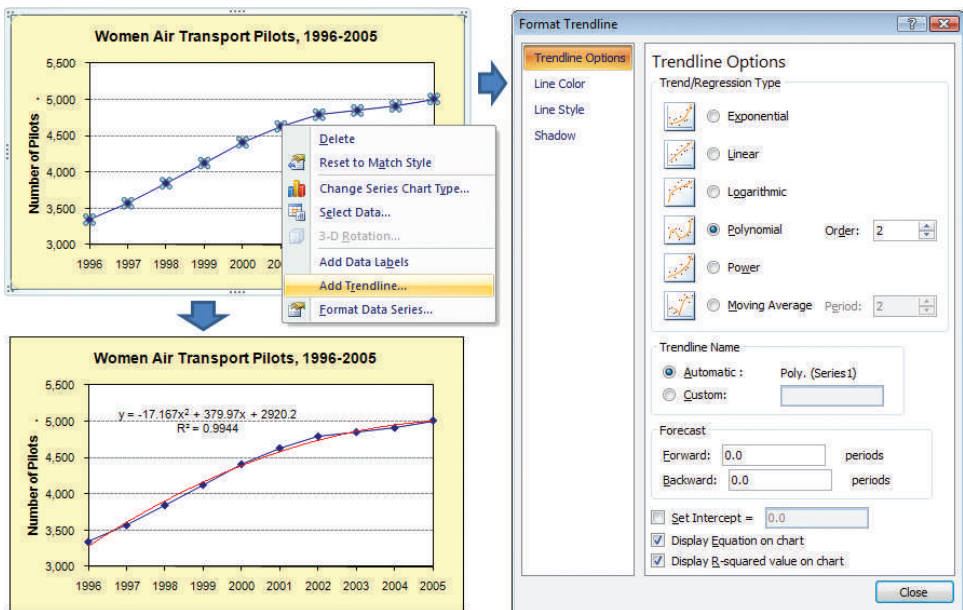 Women Air Transport Pilots, 1996-2005
5,500
5,000
4,500
4,000
3,500
3,000
Number of Pilots
1996 1997 1998 1999 2000
Delete
Reset to Match Style
Change Series Chart Type...
Select Data...
3-D Rotation...
Add Data Labels
Add Trendline...
Format Data Series...
Women Air Transport Pilots, 1996-2005
5,500
5,000
4,500
4,000
3,500
3,000
Number of Pilots
y = -17.167x² + 379.97x + 2920.2
R² = 0.9944
1996 1997 1998 1999 2000 2001 2002 2003 2004 2005
Format Trendline
Trendline Options
Line Color
Line Style
Shadow
Trendline Options
Trend/Regression Type
Exponential
Linear
Logarithmic
Polynomial Order: 2
Power
Moving Average Period: 2
Trendline Name
Automatic : Poly. (Series1)
Custom:
Forecast
Forward: 0.0 periods
Backward: 0.0 periods
Set Intercept = 0.0
Display Equation on chart
Display R-squared value on chart
Close